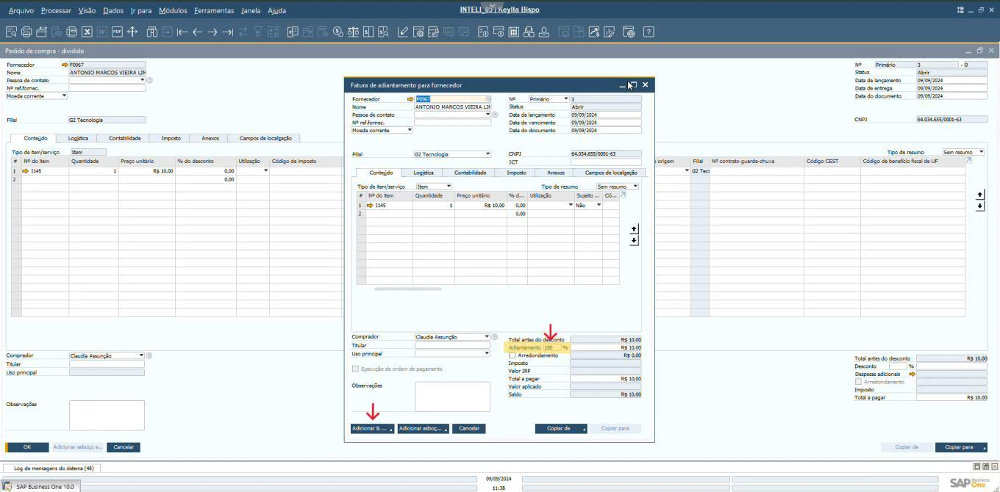 Arquivo Processar Visão Dados Ir para Módulos Ferramentas Janela Ajuda
INTELI_05 | Keylla Bispo
Pedido de compra - dividido
Fornecedor F0967
Nome ANTONIO MARCOS VIEIRA LIM
Pessoa de contato
Nº ref.fornec.
Moeda corrente
Filial G2 Tecnologia
Nº Primário 3 - 0
Status Abrir
Data de lançamento 09/09/2024
Data de entrega 09/09/2024
Data do documento 09/09/2024
CNPJ 64.034.655/0001-63
Conteúdo Logística Contabilidade Imposto Anexos Campos de localização
Tipo de item/serviço Item
Tipo de resumo Sem resumo
# Nº do item Quantidade Preço unitário % do desconto Utilização Código de imposto
origem Filial Nº contrato guarda-chuva Código CEST Código de benefício fiscal de UF
1 I145 1 R$ 10,00 0,00 G2 Tecn
2 0,00
Comprador Claudia Assunção
Titular
Uso principal
Observações
Total antes do desconto R$ 10,00
Desconto %
Despesas adicionais
Arredondamento
Imposto
Total a pagar R$ 10,00
OK Adicionar esboço e... Cancelar
Copiar de Copiar para
Fatura de adiantamento para fornecedor
Fornecedor F0967
Nome ANTONIO MARCOS VIEIRA LIM
Pessoa de contato
Nº ref.fornec.
Moeda corrente
Filial G2 Tecnologia
Nº Primário 1
Status Abrir
Data de lançamento 09/09/2024
Data de vencimento 09/09/2024
Data do documento 09/09/2024
CNPJ 64.034.655/0001-63
ICT
Conteúdo Logística Contabilidade Imposto Anexos Campos de localização
Tipo de item/serviço Item Tipo de resumo Sem resumo
# Nº do item Quantidade Preço unitário % d... Utilização Sujeito ... Có...
1 I145 1 R$ 10,00 0,00 Não
2 0,00
Comprador Claudia Assunção
Titular
Uso principal
Execução da ordem de pagamento
Observações
Total antes do desconto R$ 10,00
Adiantamento 100 % R$ 10,00
Arredondamento R$ 0,00
Imposto
Valor IRF
Total a pagar R$ 10,00
Valor aplicado
Saldo R$ 10,00
Adicionar & ... Adicionar esboç... Cancelar Copiar de Copiar para
Log de mensagens do sistema (48)
09/09/2024
11:38
SAP Business One 10.0
SAP Business One